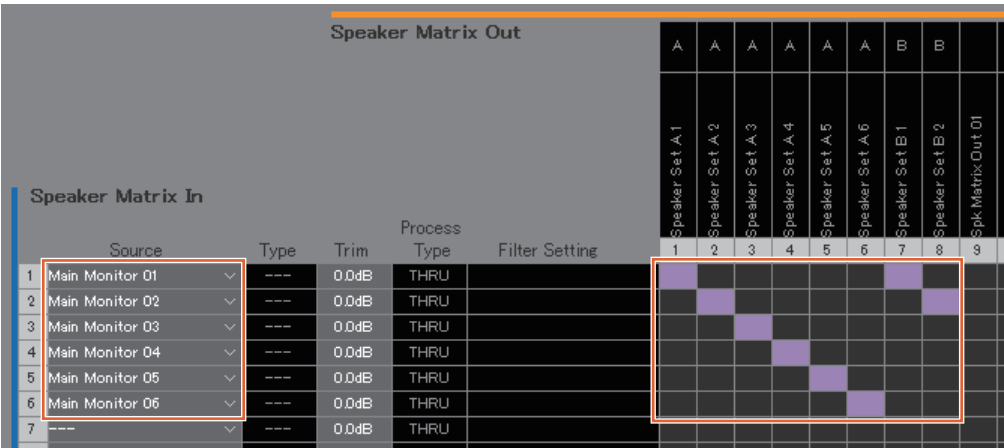 Speaker Matrix Out
A A A A A A B B
Speaker Set A 1
Speaker Set A 2
Speaker Set A 3
Speaker Set A 4
Speaker Set A 5
Speaker Set A 6
Speaker Set B 1
Speaker Set B 2
Spk Matrix Out 01
Speaker Matrix In
Source Type Trim Process Type Filter Setting 1 2 3 4 5 6 7 8 9
1 Main Monitor 01 --- 0.0dB THRU
2 Main Monitor 02 --- 0.0dB THRU
3 Main Monitor 03 --- 0.0dB THRU
4 Main Monitor 04 --- 0.0dB THRU
5 Main Monitor 05 --- 0.0dB THRU
6 Main Monitor 06 --- 0.0dB THRU
7 --- --- 0.0dB THRU